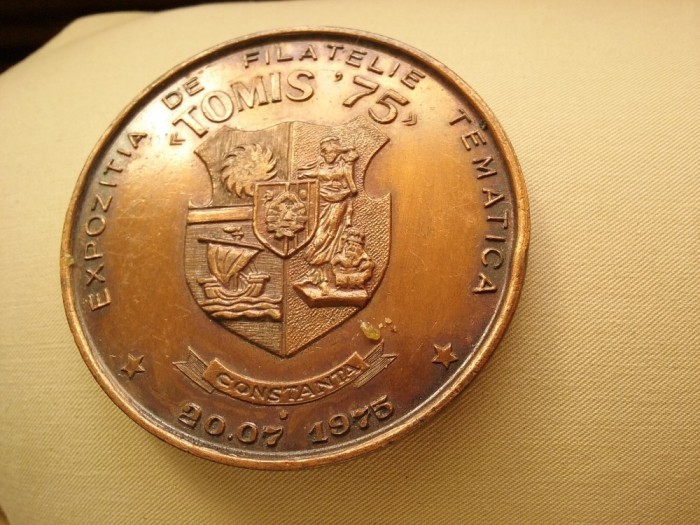 EXPOZITIA DE FILATELIE TEMATICA
«TOMIS '75»
CONSTANTA
20.07 1975